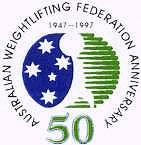 AUSTRALIAN WEIGHTLIFTING FEDERATION ANNIVERSARY
1947-1997
50